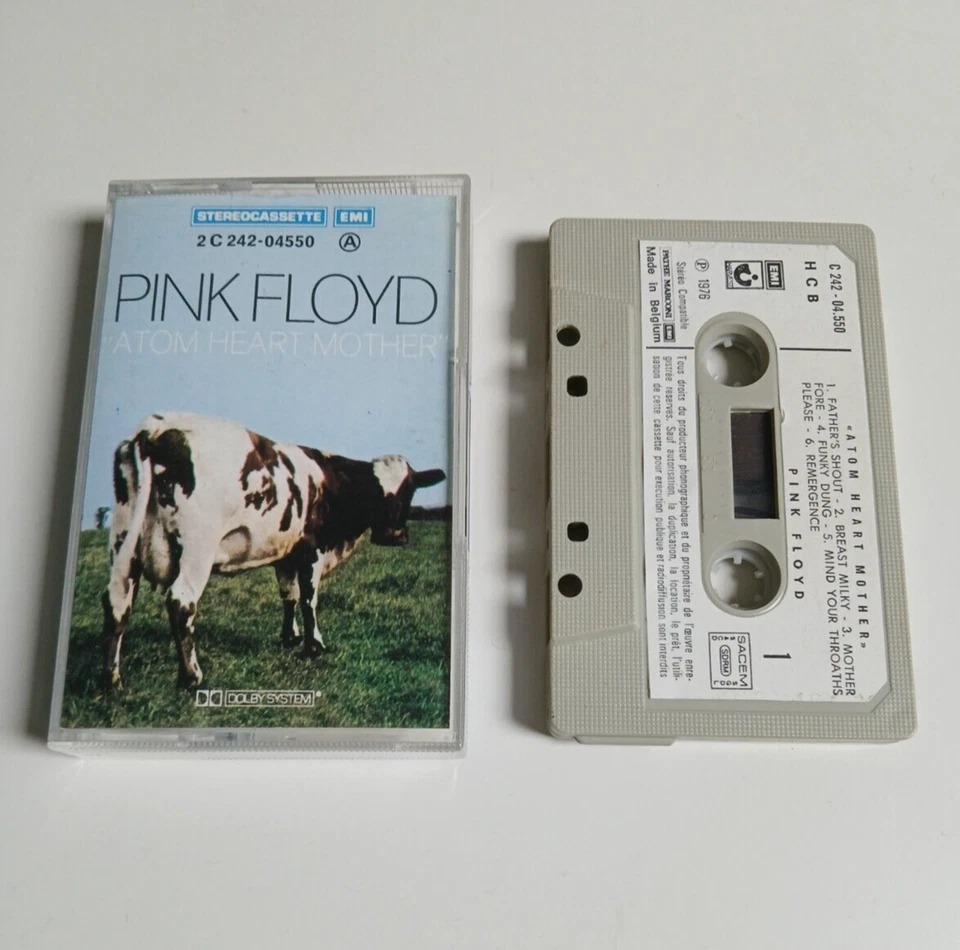 STEREOCASSETTE EMI
2 C 242-04550 A
PINK FLOYD
"ATOM HEART MOTHER"
DOLBY SYSTEM
C 242 - 04.550
H C B
EMI
HARVEST
℗ 1976
Stéréo Compatible
PATHE MARCONI EMI
Made in Belgium
«ATOM HEART MOTHER»
1. FATHER'S SHOUT - 2. BREAST MILKY - 3. MOTHER
FORE - 4. FUNKY DUNG - 5. MIND YOUR THROATHS
PLEASE - 6. REMERGENCE
PINK FLOYD
1
SACEM
SDRM
Tous droits du producteur phonographique et du propriétaire de l'œuvre enre-
gistrée réservés. Sauf autorisation, la duplication, la location, le prêt, l'utili-
sation de cette cassette pour exécution publique et radiodiffusion sont interdits